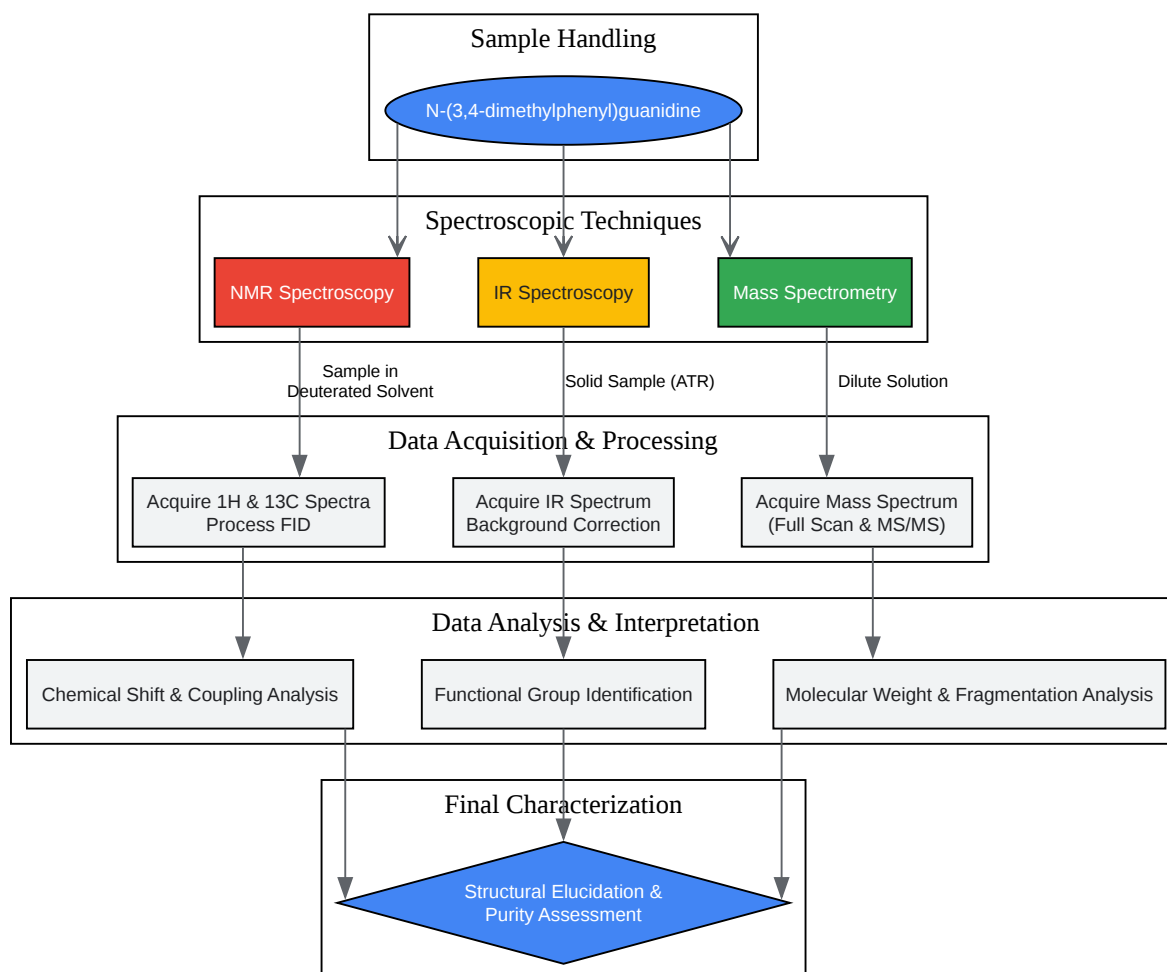 Sample Handling
N-(3,4-dimethylphenyl)guanidine
Spectroscopic Techniques
NMR Spectroscopy
IR Spectroscopy
Mass Spectrometry
Sample in
Deuterated Solvent
Solid Sample (ATR)
Dilute Solution
Data Acquisition & Processing
Acquire 1H & 13C Spectra
Process FID
Acquire IR Spectrum
Background Correction
Acquire Mass Spectrum
(Full Scan & MS/MS)
Data Analysis & Interpretation
Chemical Shift & Coupling Analysis
Functional Group Identification
Molecular Weight & Fragmentation Analysis
Final Characterization
Structural Elucidation &
Purity Assessment